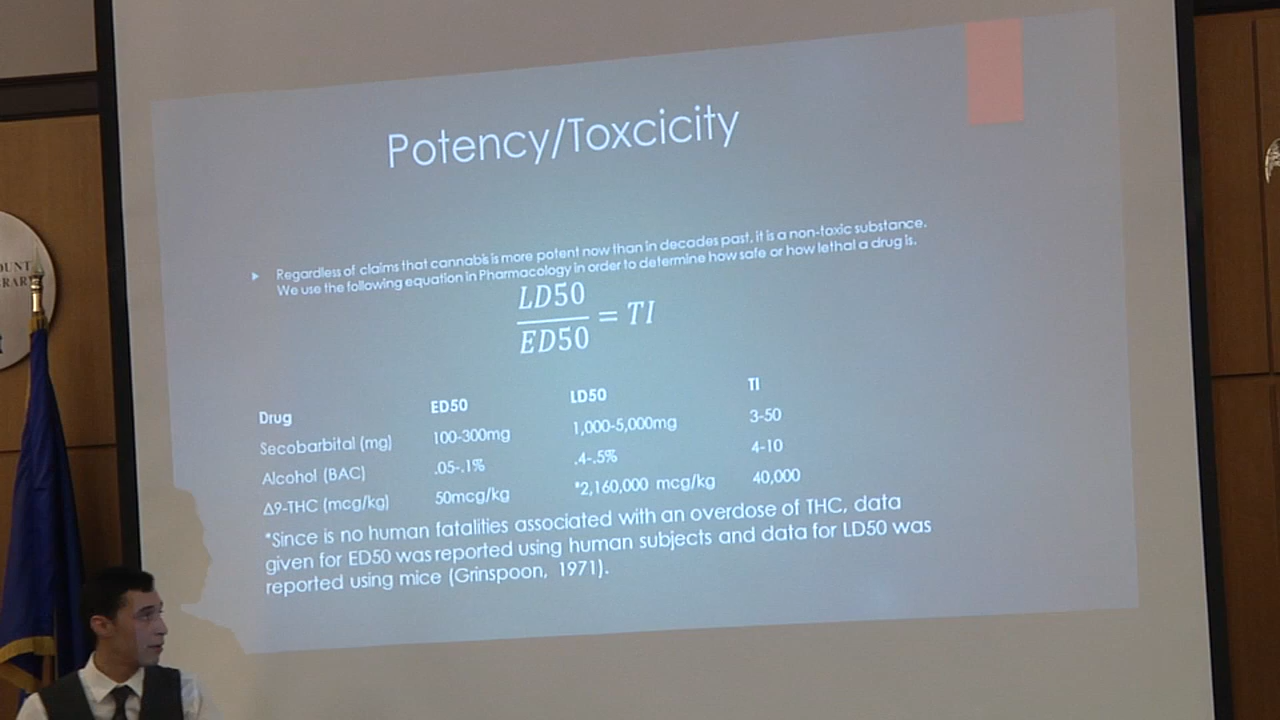 Potency/Toxcicity
Regardless of claims that cannabis is more potent now than in decades past, it is a non-toxic substance.
We use the following equation in Pharmacology in order to determine how safe or how lethal a drug is.
LD50
ED50
= TI
Drug ED50 LD50 TI
Secobarbital (mg) 100-300mg 1,000-5,000mg 3-50
Alcohol (BAC) .05-.1% .4-.5% 4-10
Δ9-THC (mcg/kg) 50mcg/kg *2,160,000 mcg/kg 40,000
*Since is no human fatalities associated with an overdose of THC, data
given for ED50 was reported using human subjects and data for LD50 was
reported using mice (Grinspoon, 1971).